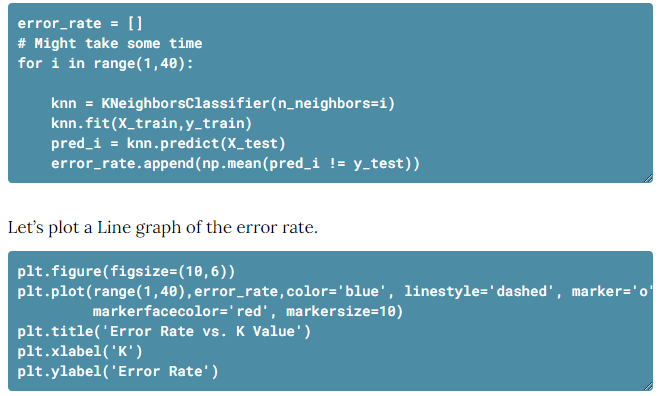 error_rate = []
# Might take some time
for i in range(1,40):
    knn = KNeighborsClassifier(n_neighbors=i)
    knn.fit(X_train,y_train)
    pred_i = knn.predict(X_test)
    error_rate.append(np.mean(pred_i != y_test))
Let’s plot a Line graph of the error rate.
plt.figure(figsize=(10,6))
plt.plot(range(1,40),error_rate,color='blue', linestyle='dashed', marker='o'
         markerfacecolor='red', markersize=10)
plt.title('Error Rate vs. K Value')
plt.xlabel('K')
plt.ylabel('Error Rate')